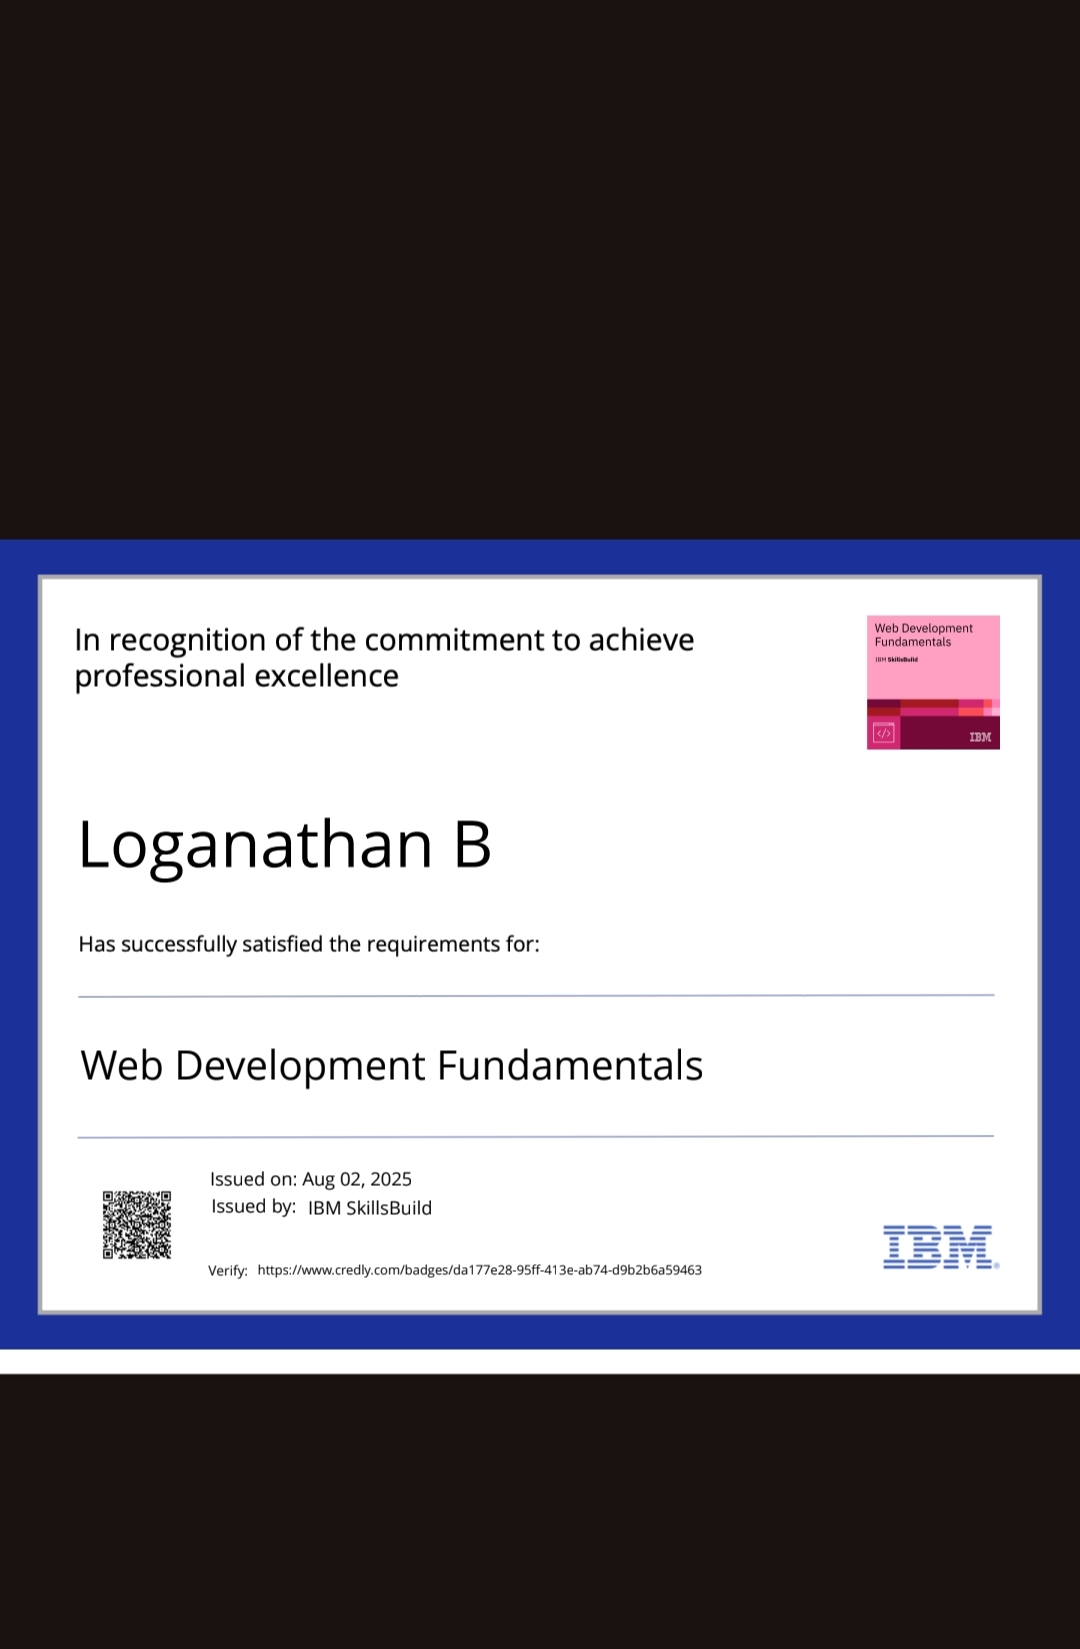 In recognition of the commitment to achieve
professional excellence
Web Development
Fundamentals
IBM SkillsBuild
</>
IBM
Loganathan B
Has successfully satisfied the requirements for:
Web Development Fundamentals
Issued on: Aug 02, 2025
Issued by: IBM SkillsBuild
Verify: https://www.credly.com/badges/da177e28-95ff-413e-ab74-d9b2b6a59463
IBM®